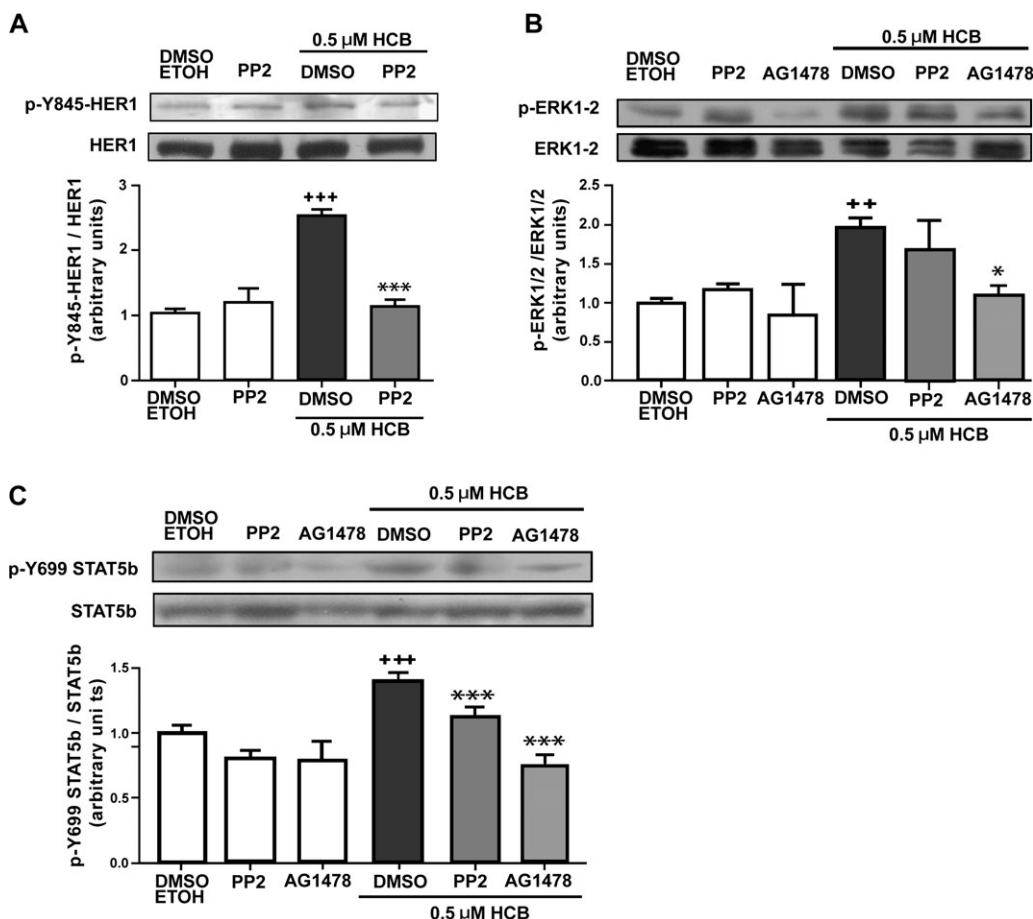 A
0.5 µM HCB
DMSO
ETOH
PP2
DMSO
PP2
p-Y845-HER1
HER1
p-Y845-HER1 / HER1
(arbitrary units)
3
2
1
0
+++
***
DMSO
ETOH
PP2
DMSO
PP2
0.5 µM HCB
B
0.5 µM HCB
DMSO
ETOH
PP2
AG1478
DMSO
PP2
AG1478
p-ERK1-2
ERK1-2
p-ERK1/2 /ERK1/2
(arbitrary units)
2.5
2.0
1.5
1.0
0.5
0.0
++
*
DMSO
ETOH
PP2
AG1478
DMSO
PP2
AG1478
0.5 µM HCB
C
0.5 µM HCB
DMSO
ETOH
PP2
AG1478
DMSO
PP2
AG1478
p-Y699 STAT5b
STAT5b
p-Y699 STAT5b / STAT5b
(arbitrary uni ts)
1.5
1.0
0.5
0.0
+++
***
***
DMSO
ETOH
PP2
AG1478
DMSO
PP2
AG1478
0.5 µM HCB